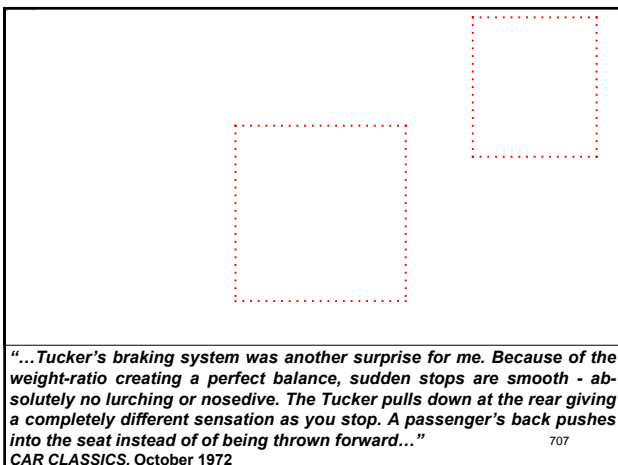 “…Tucker’s braking system was another surprise for me. Because of the
weight-ratio creating a perfect balance, sudden stops are smooth - ab-
solutely no lurching or nosedive. The Tucker pulls down at the rear giving
a completely different sensation as you stop. A passenger’s back pushes
into the seat instead of of being thrown forward…”
707
CAR CLASSICS, October 1972